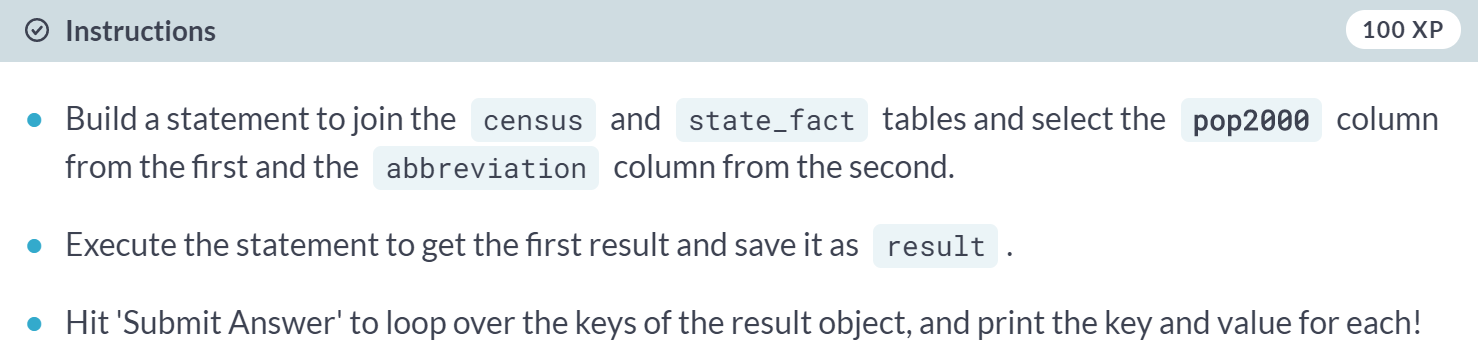 Instructions
100 XP
Build a statement to join the census and state_fact tables and select the pop2000 column
from the first and the abbreviation column from the second.
Execute the statement to get the first result and save it as result .
Hit 'Submit Answer' to loop over the keys of the result object, and print the key and value for each!